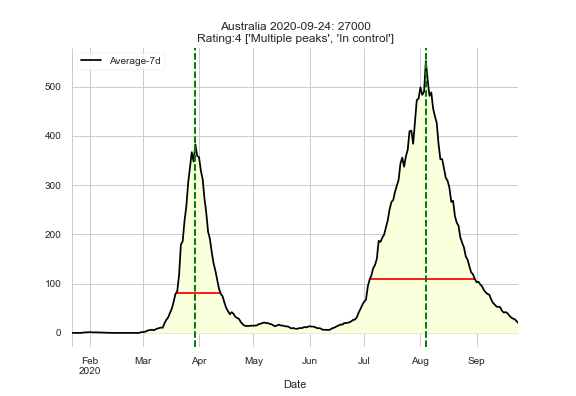 Australia 2020-09-24: 27000
Rating:4 ['Multiple peaks', 'In control']
Average-7d
500
400
300
200
100
0
Feb Mar Apr May Jun Jul Aug Sep
2020
Date